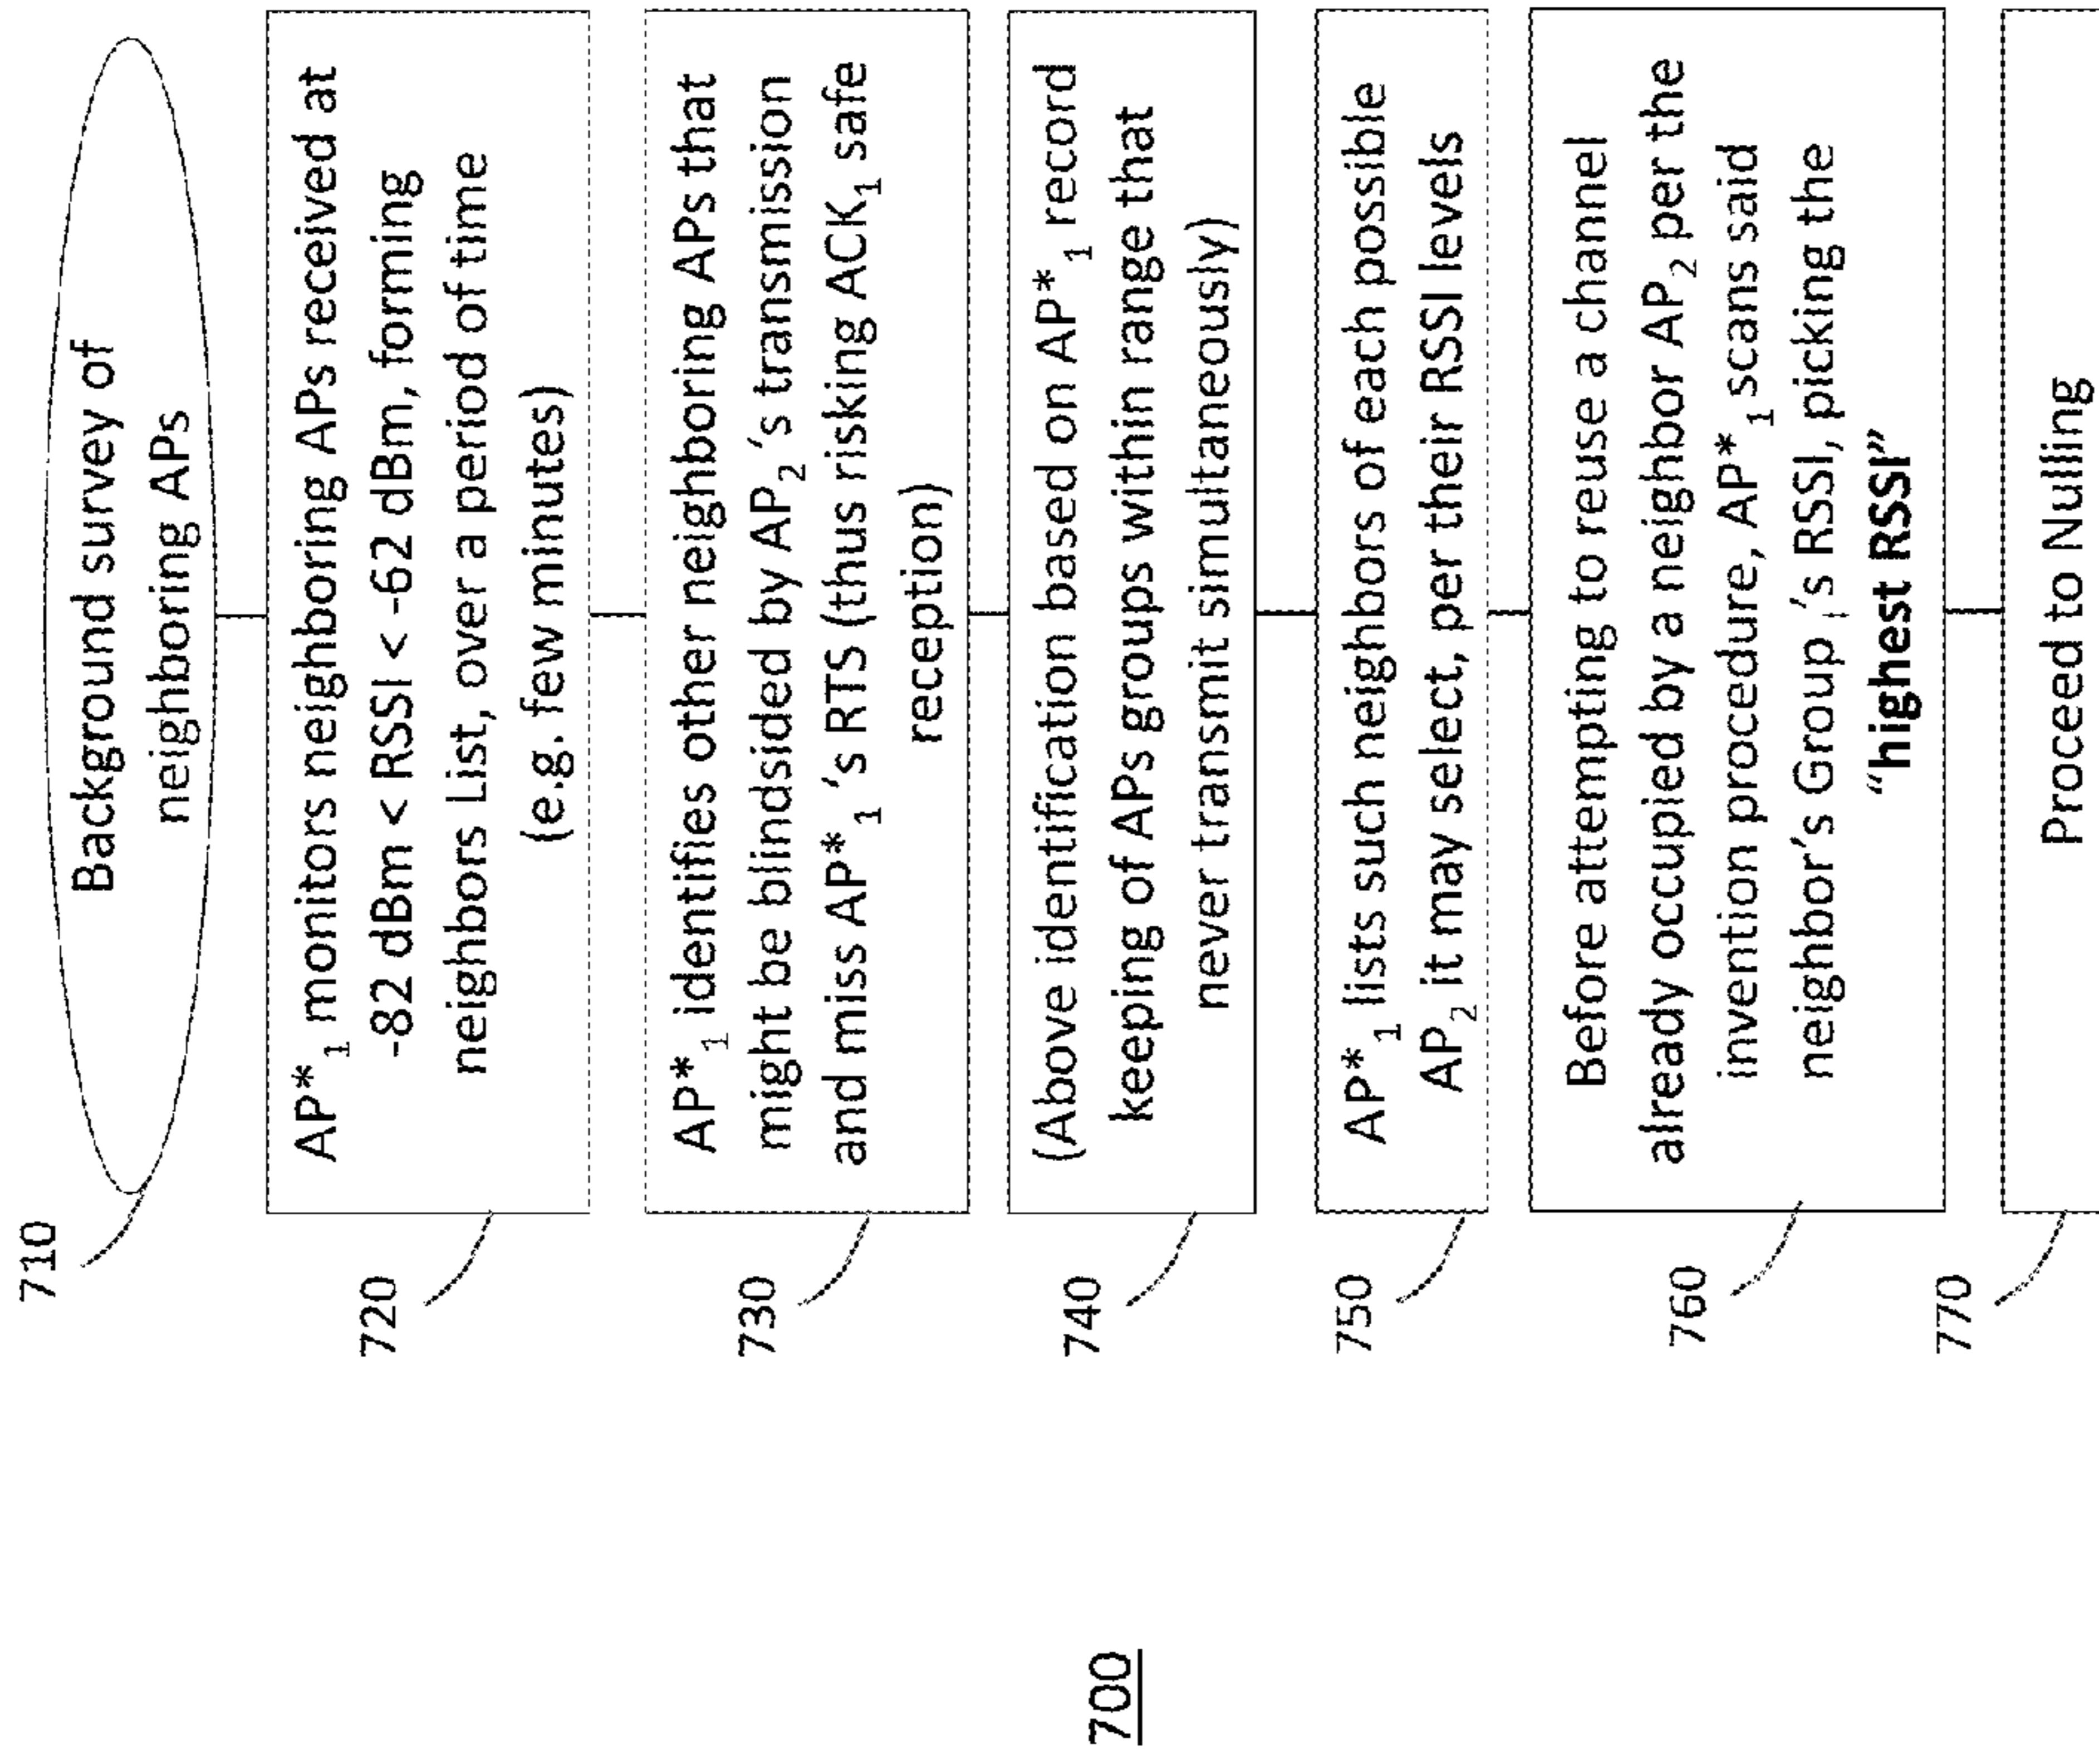 700
710
Background survey of
neighboring APs
720
AP*₁ monitors neighboring APs received at
-82 dBm < RSSI < -62 dBm, forming
neighbors List, over a period of time
(e.g. few minutes)
730
AP*₁ identifies other neighboring APs that
might be blindsided by AP₂'s transmission
and miss AP*₁'s RTS (thus risking ACK₁ safe
reception)
740
(Above identification based on AP*₁ record
keeping of APs groups within range that
never transmit simultaneously)
750
AP*₁ lists such neighbors of each possible
AP₂ it may select, per their RSSI levels
760
Before attempting to reuse a channel
already occupied by a neighbor AP₂ per the
invention procedure, AP*₁ scans said
neighbor's Group ᵢ's RSSI, picking the
“highest RSSI”
770
Proceed to Nulling